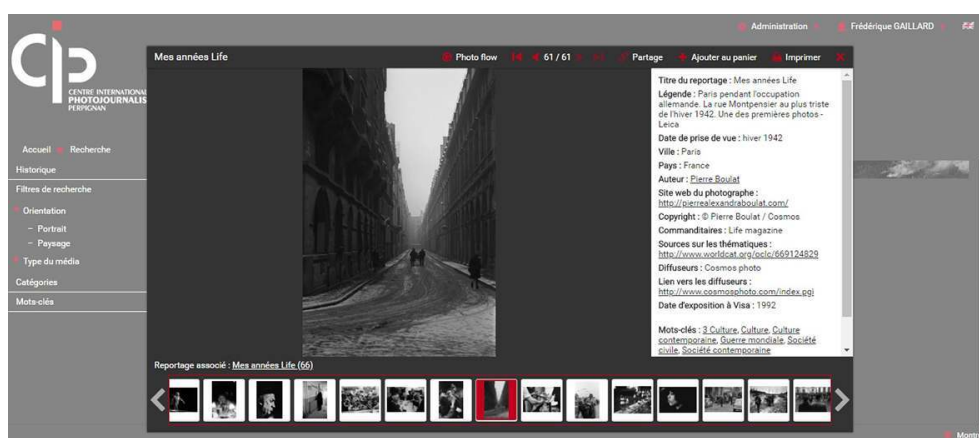 Administration
Frédérique GAILLARD
CIP
CENTRE INTERNATIONAL
PHOTOJOURNALIS
PERPIGNAN
Accueil
Recherche
Historique
Filtres de recherche
Orientation
– Portrait
– Paysage
Type du média
Catégories
Mots-clés
Mes années Life
Photo flow
61 / 61
Partage
Ajouter au panier
Imprimer
Titre du reportage : Mes années Life
Légende : Paris pendant l'occupation
allemande. La rue Montpensier au plus triste
de l'hiver 1942. Une des premières photos -
Leica
Date de prise de vue : hiver 1942
Ville : Paris
Pays : France
Auteur : Pierre Boulat
Site web du photographe :
http://pierrealexandraboulat.com/
Copyright : © Pierre Boulat / Cosmos
Commanditaires : Life magazine
Sources sur les thématiques :
http://www.worldcat.org/oclc/669124829
Diffuseurs : Cosmos photo
Lien vers les diffuseurs :
http://www.cosmosphoto.com/index.pgi
Date d'exposition à Visa : 1992
Mots-clés : 3 Culture, Culture, Culture
contemporaine, Guerre mondiale, Société
civile, Société contemporaine
Reportage associé : Mes années Life (66)